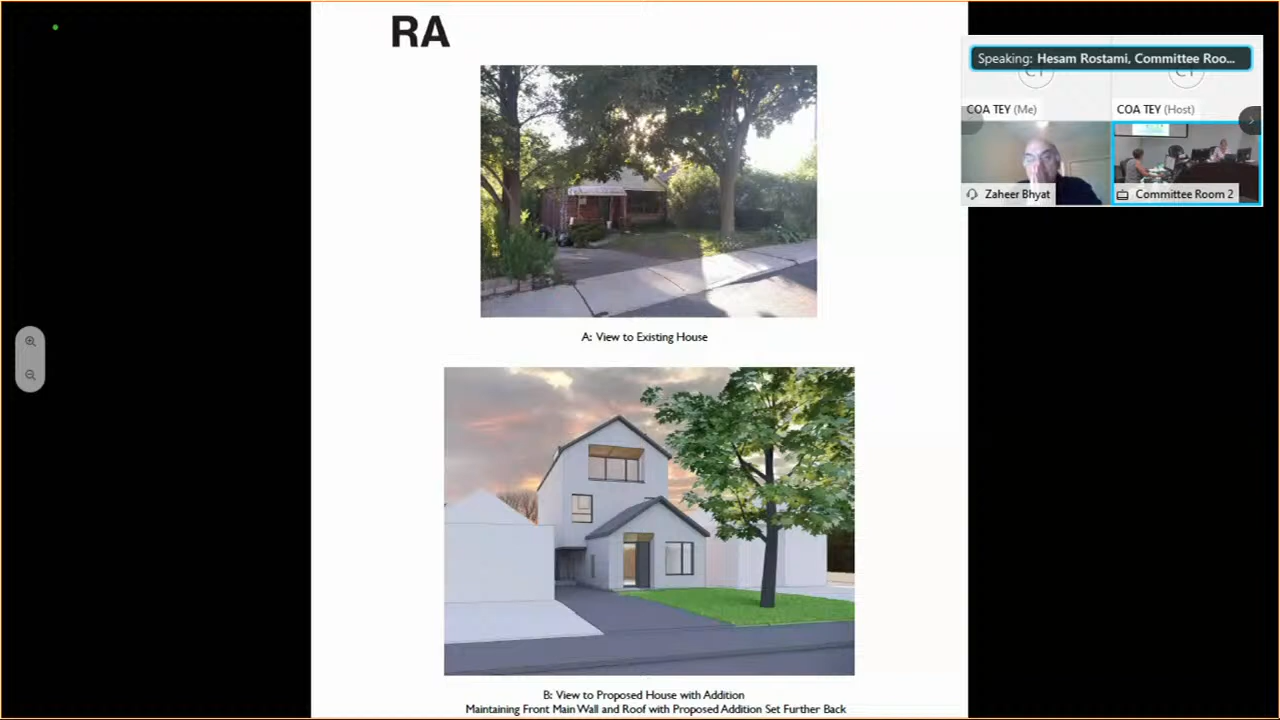 RA
Speaking: Hesam Rostami, Committee Roo...
COA TEY (Me)
COA TEY (Host)
Zaheer Bhyat
Committee Room 2
A: View to Existing House
B: View to Proposed House with Addition
Maintaining Front Main Wall and Roof with Proposed Addition Set Further Back